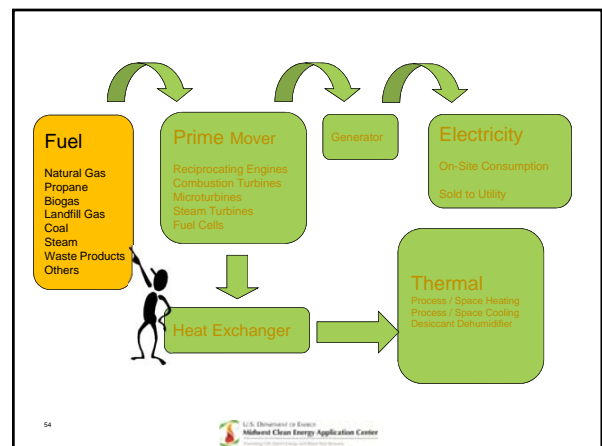 Fuel
Natural Gas
Propane
Biogas
Landfill Gas
Coal
Steam
Waste Products
Others
Prime Mover
Reciprocating Engines
Combustion Turbines
Microturbines
Steam Turbines
Fuel Cells
Generator
Electricity
On-Site Consumption
Sold to Utility
Heat Exchanger
Thermal
Process / Space Heating
Process / Space Cooling
Desiccant Dehumidifier
54
U.S. Department of Energy
Midwest Clean Energy Application Center